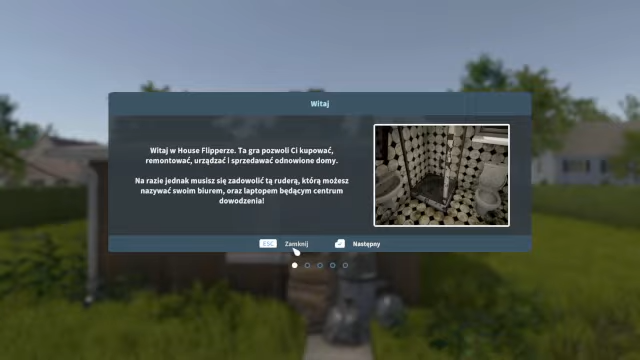 Witaj
Witaj w House Flipperze. Ta gra pozwoli Ci kupować,
remontować, urządzać i sprzedawać odnowione domy.
Na razie jednak musisz się zadowolić tą ruderą, którą możesz
nazywać swoim biurem, oraz laptopem będącym centrum
dowodzenia!
ESC Zamknij Następny